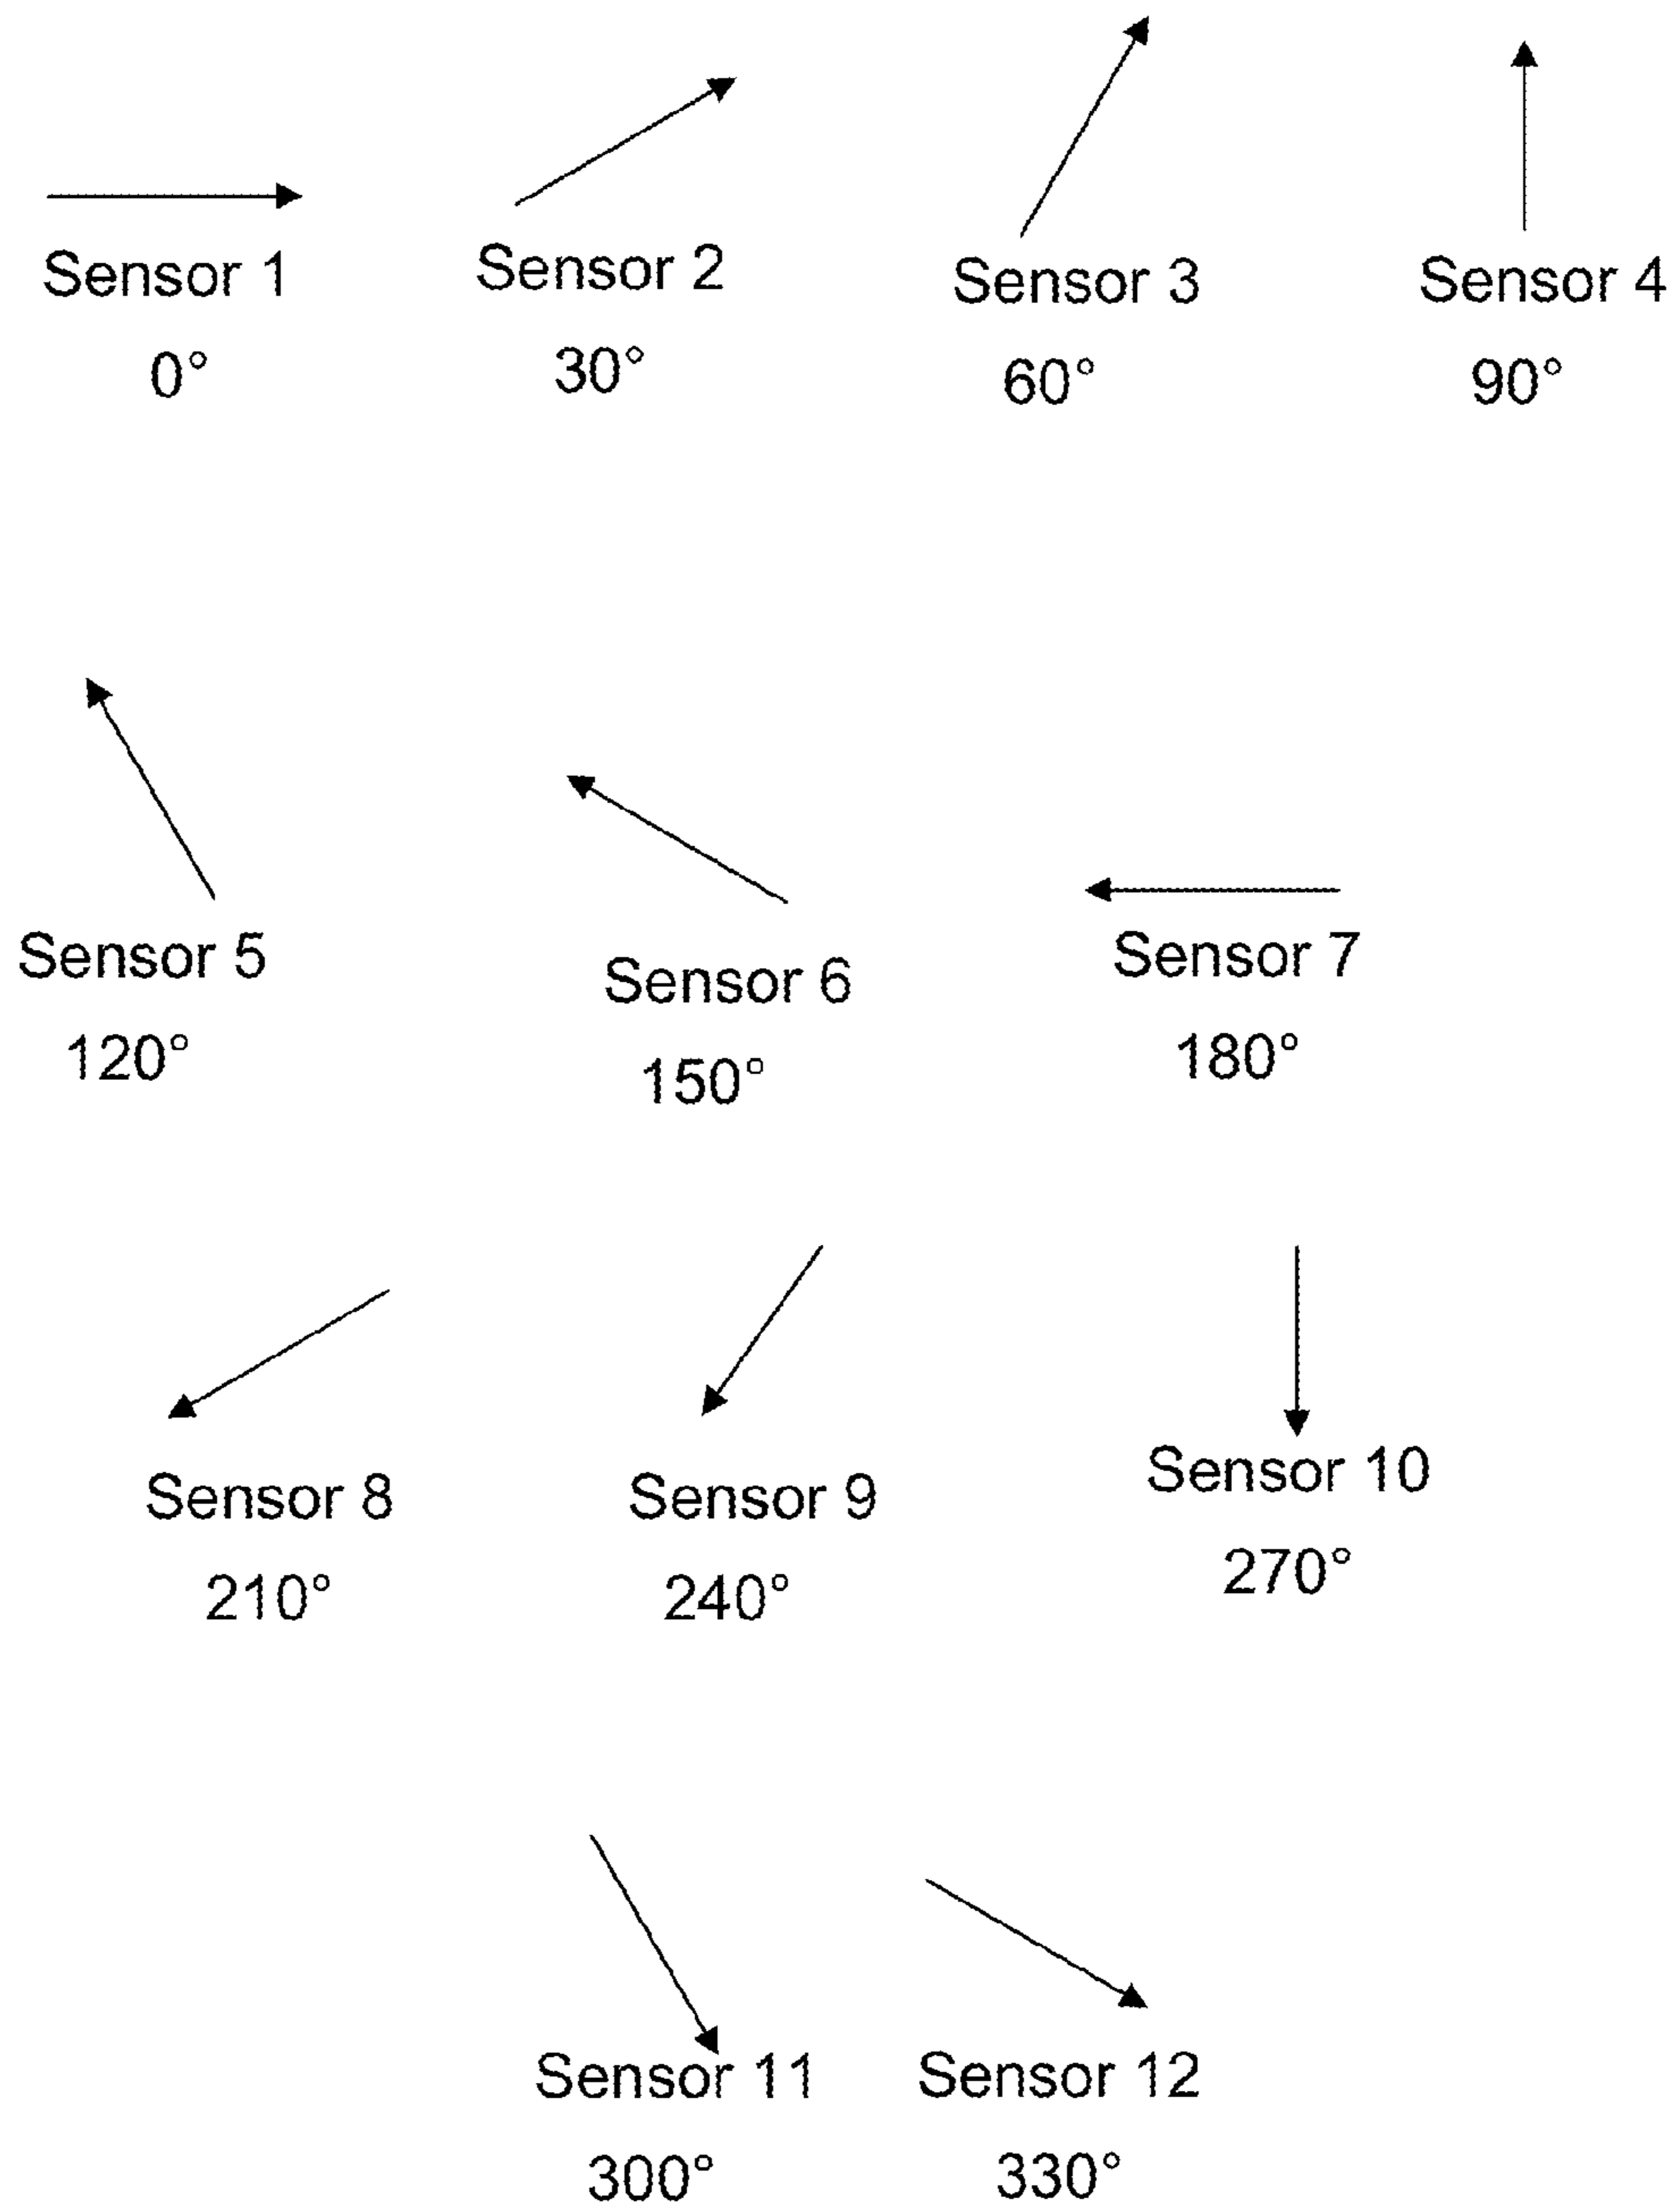 Sensor 1
0°
Sensor 2
30°
Sensor 3
60°
Sensor 4
90°
Sensor 5
120°
Sensor 6
150°
Sensor 7
180°
Sensor 8
210°
Sensor 9
240°
Sensor 10
270°
Sensor 11
300°
Sensor 12
330°